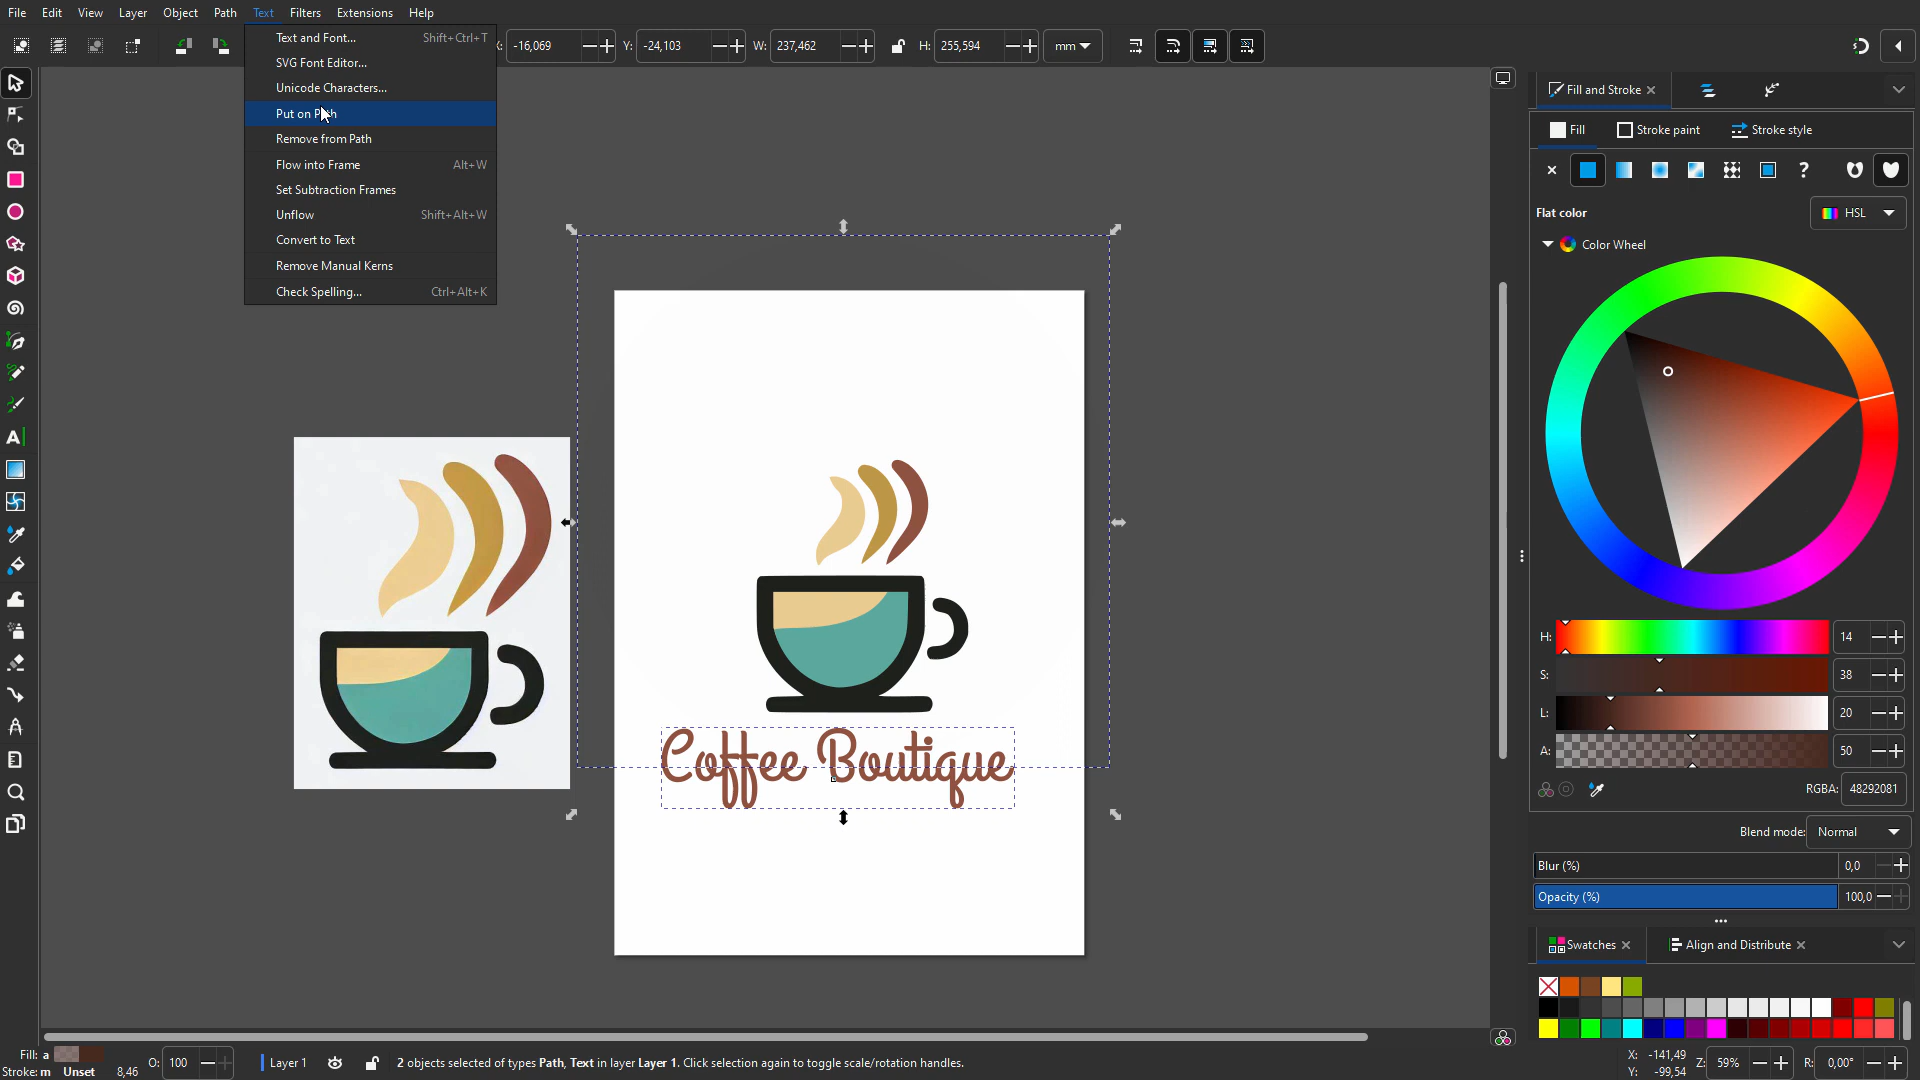 File Edit View Layer Object Path Text Filters Extensions Help
X: -16,069 Y: -24,103 W: 237,462 H: 255,594 mm
Text and Font... Shift+Ctrl+T
SVG Font Editor...
Unicode Characters...
Put on Path
Remove from Path
Flow into Frame Alt+W
Set Subtraction Frames
Unflow Shift+Alt+W
Convert to Text
Remove Manual Kerns
Check Spelling... Ctrl+Alt+K
Coffee Boutique
Fill and Stroke
Fill Stroke paint Stroke style
?
Flat color HSL
Color Wheel
H: 14
S: 38
L: 20
A: 50
RGBA: 48292081
Blend mode: Normal
Blur (%) 0,0
Opacity (%) 100,0
Swatches Align and Distribute
Fill: a
Stroke: m Unset 8,46 O: 100 Layer 1 2 objects selected of types Path, Text in layer Layer 1. Click selection again to toggle scale/rotation handles.
X: -141,49
Y: -99,54
Z: 59% R: 0,00°